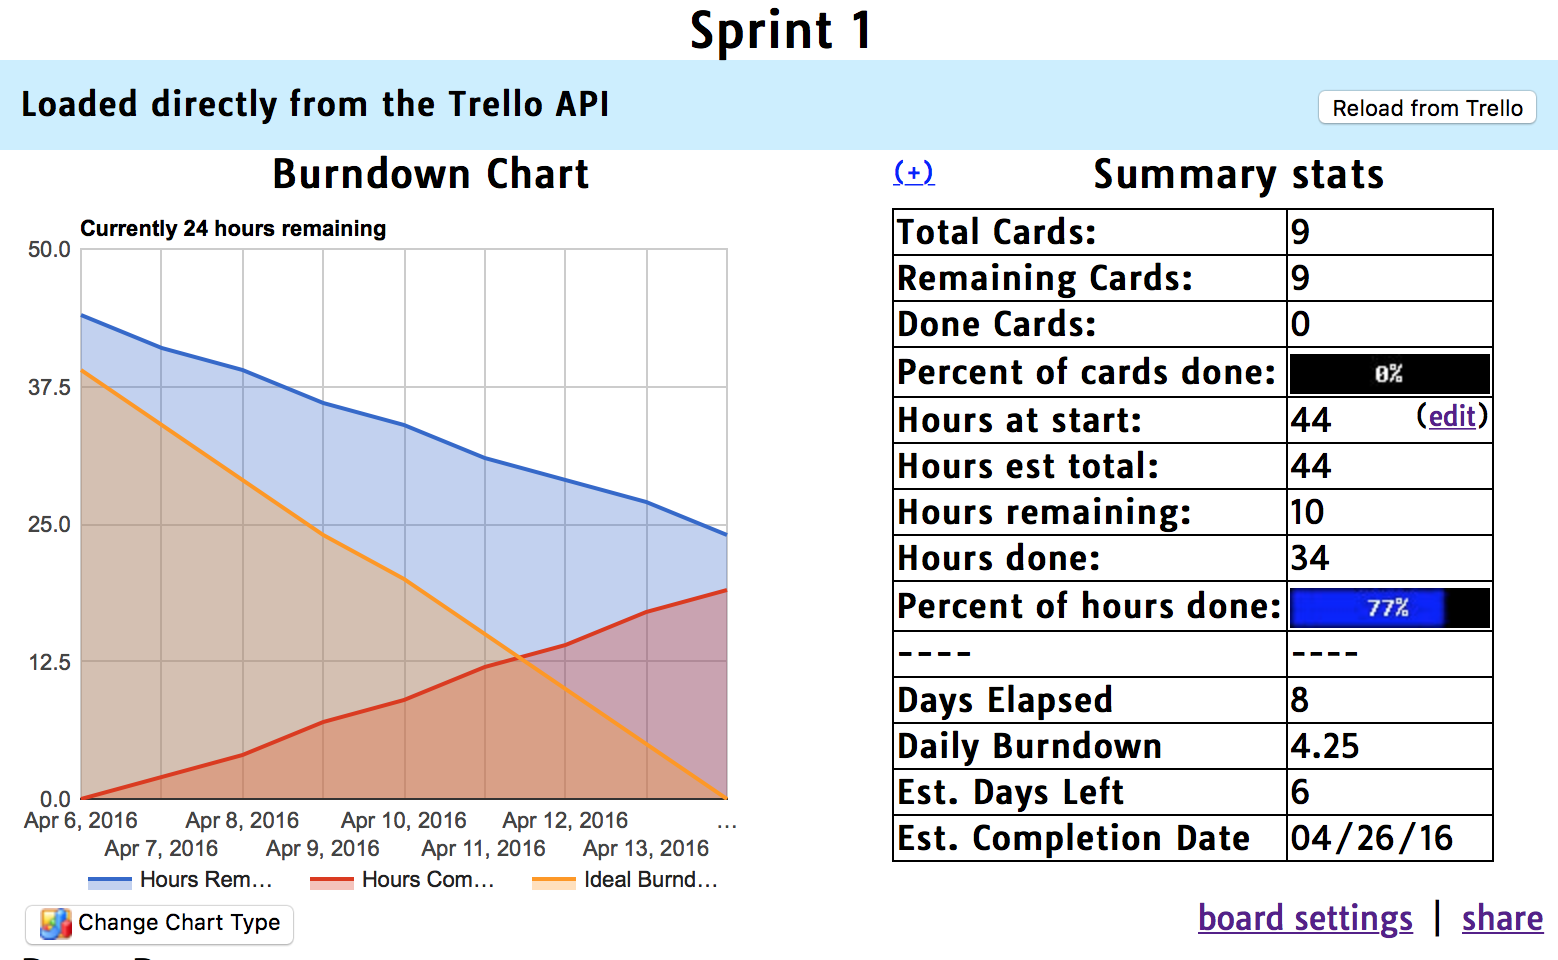 Sprint 1
Loaded directly from the Trello API
Reload from Trello
Burndown Chart
Currently 24 hours remaining
50.0
37.5
25.0
12.5
0.0
Apr 6, 2016 Apr 8, 2016 Apr 10, 2016 Apr 12, 2016 ...
Apr 7, 2016 Apr 9, 2016 Apr 11, 2016 Apr 13, 2016
Hours Rem... Hours Com... Ideal Burnd...
Change Chart Type
(+) Summary stats
Total Cards: 9
Remaining Cards: 9
Done Cards: 0
Percent of cards done: 0%
Hours at start: 44 (edit)
Hours est total: 44
Hours remaining: 10
Hours done: 34
Percent of hours done: 77%
---- ----
Days Elapsed 8
Daily Burndown 4.25
Est. Days Left 6
Est. Completion Date 04/26/16
board settings | share